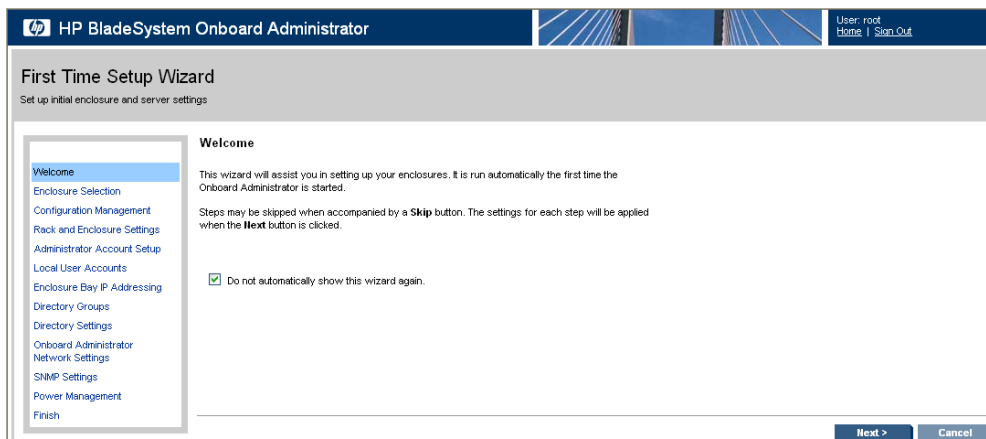 HP BladeSystem Onboard Administrator
User: root
Home | Sign Out
First Time Setup Wizard
Set up initial enclosure and server settings
Welcome
Enclosure Selection
Configuration Management
Rack and Enclosure Settings
Administrator Account Setup
Local User Accounts
Enclosure Bay IP Addressing
Directory Groups
Directory Settings
Onboard Administrator
Network Settings
SNMP Settings
Power Management
Finish
Welcome
This wizard will assist you in setting up your enclosures. It is run automatically the first time the
Onboard Administrator is started.
Steps may be skipped when accompanied by a Skip button. The settings for each step will be applied
when the Next button is clicked.
Do not automatically show this wizard again.
Next >
Cancel